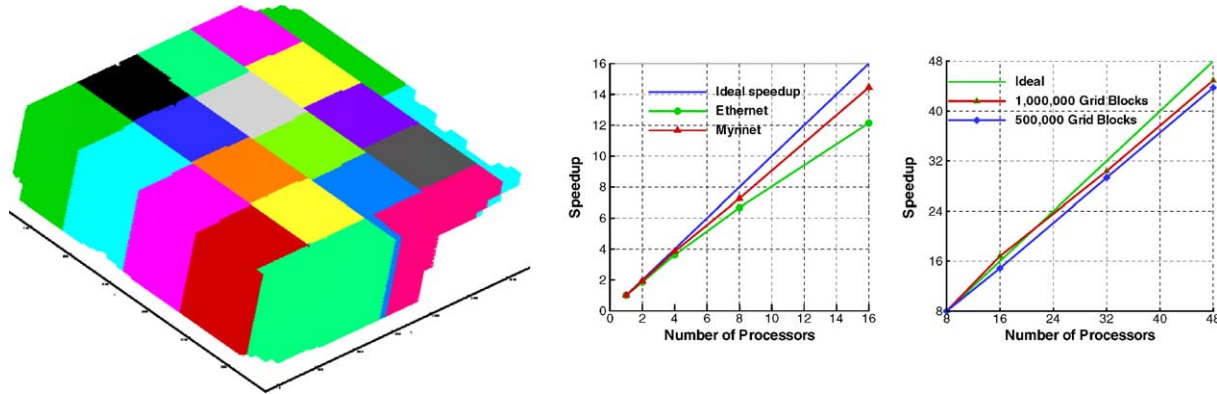 16
14
12
10
8
6
4
2
0
Ideal speedup
Ethernet
Myrinet
Speedup
0 2 4 6 8 10 12 14 16
Number of Processors
48
40
32
24
16
8
Ideal
1,000,000 Grid Blocks
500,000 Grid Blocks
Speedup
8 16 24 32 40 48
Number of Processors